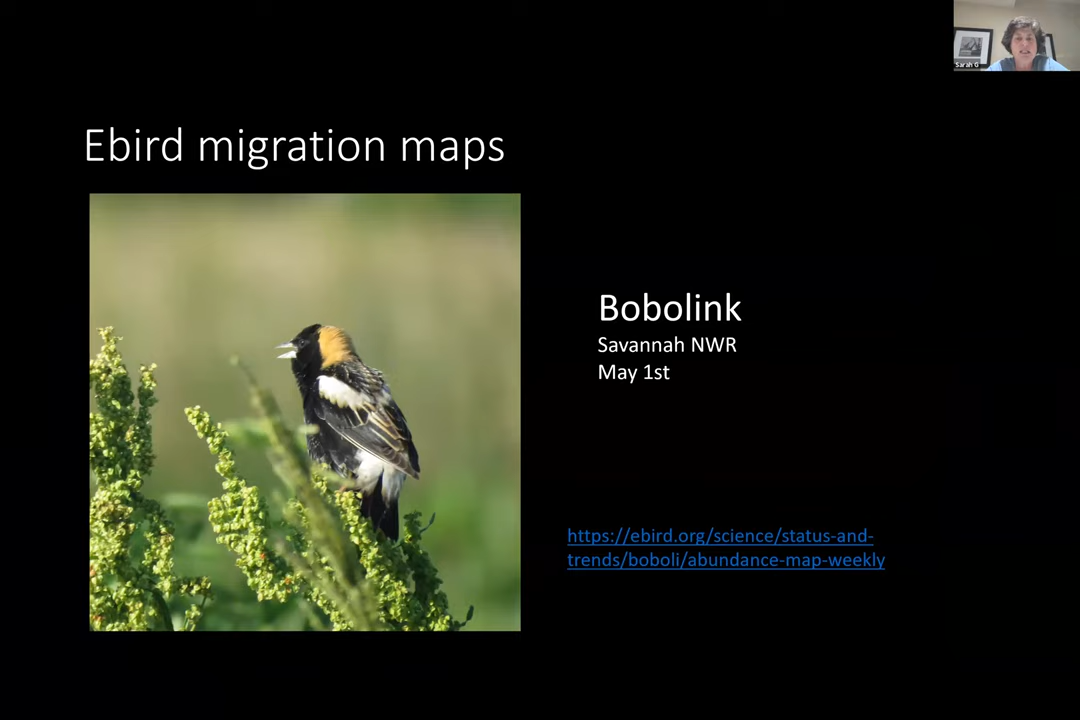 Sarah G
Ebird migration maps
Bobolink
Savannah NWR
May 1st
https://ebird.org/science/status-and-
trends/boboli/abundance-map-weekly